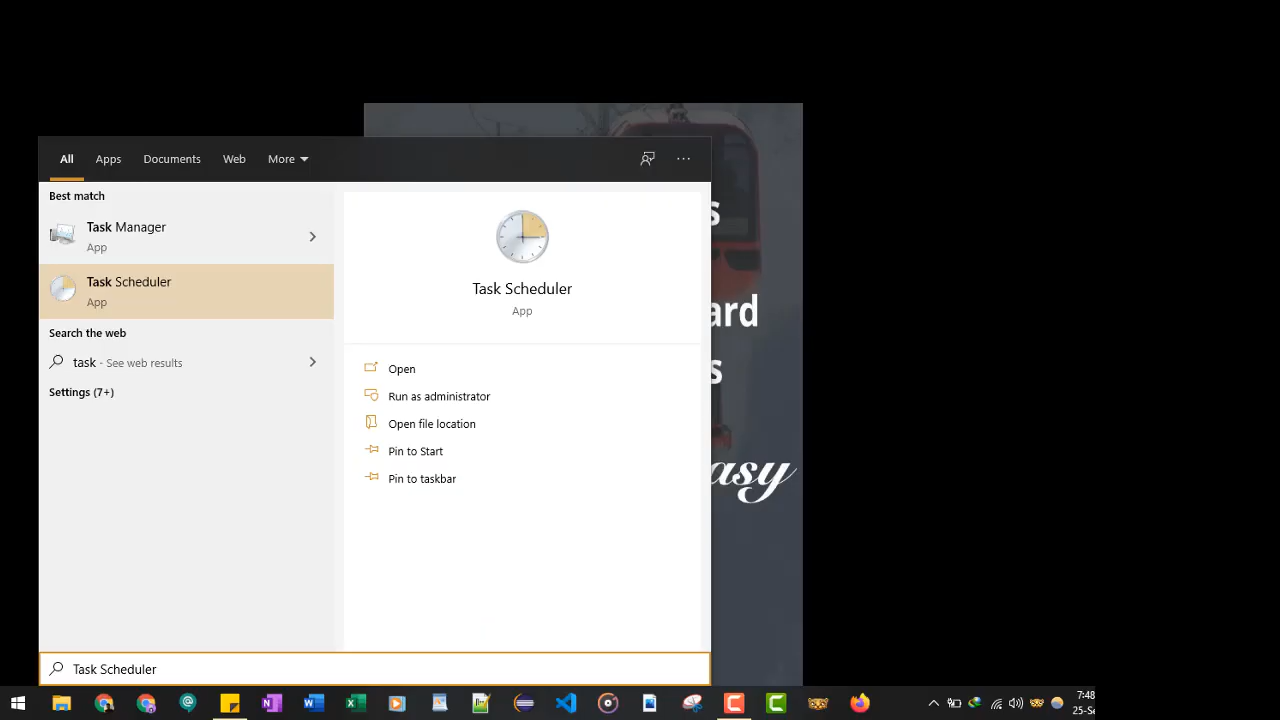 All Apps Documents Web More
Best match
Task Manager
App
Task Scheduler
App
Search the web
task - See web results
Settings (7+)
Task Scheduler
App
Open
Run as administrator
Open file location
Pin to Start
Pin to taskbar
s
ard
s
asy
Task Scheduler
7:48